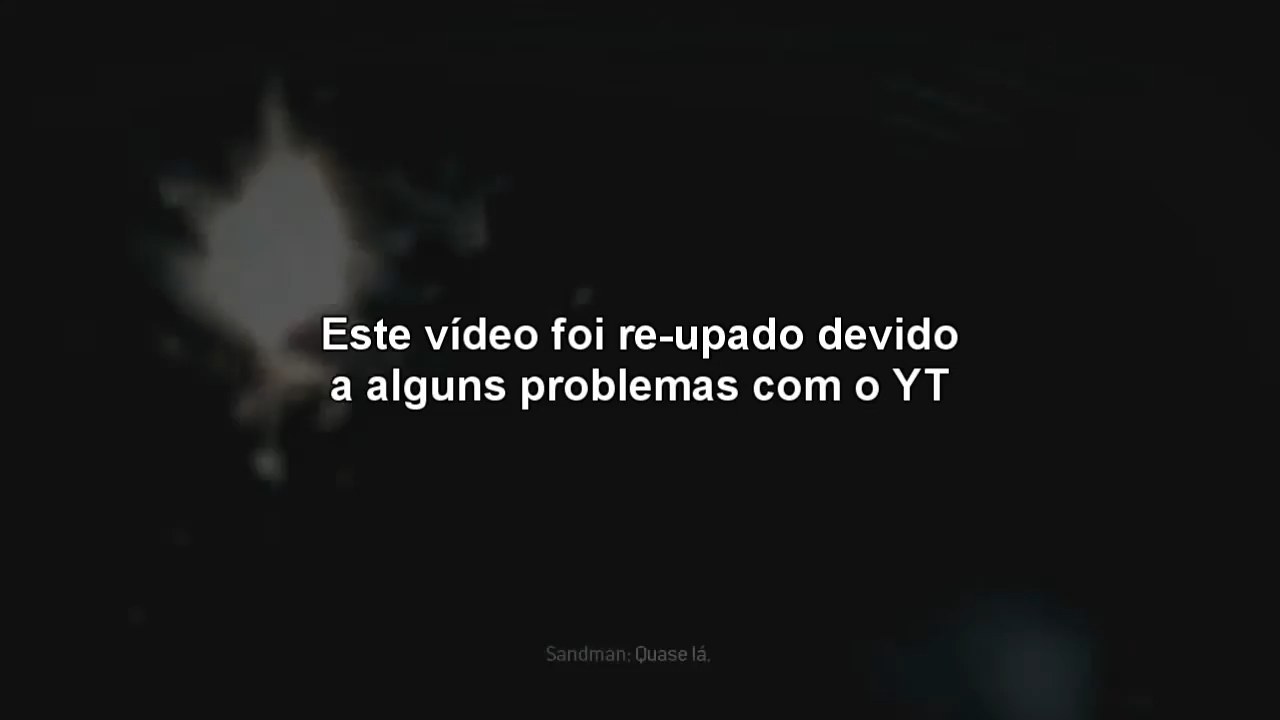 Este vídeo foi re-upado devido
a alguns problemas com o YT
Sandman: Quase lá.